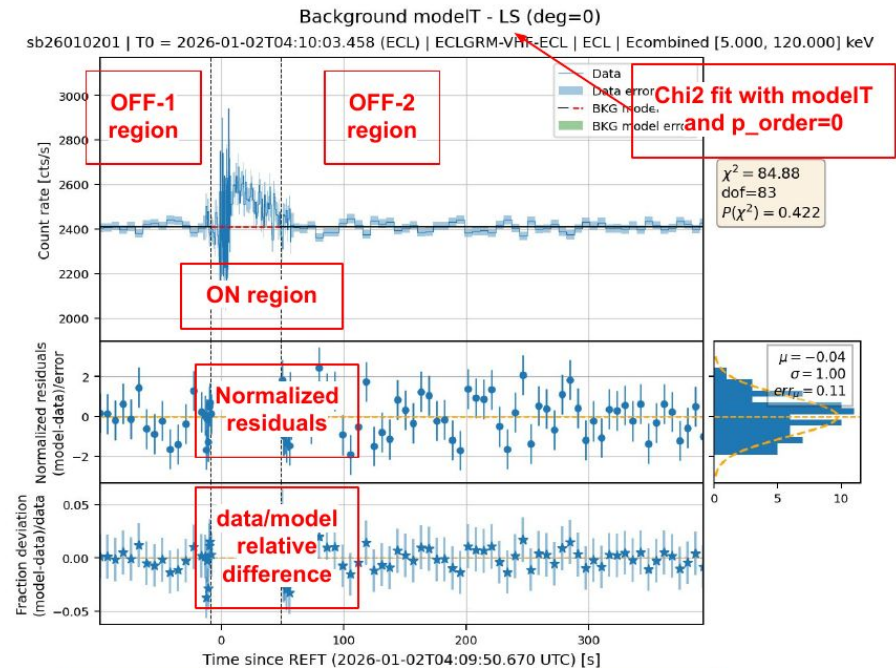 Background modelT - LS (deg=0)
sb26010201 | T0 = 2026-01-02T04:10:03.458 (ECL) | ECLGRM-VHF-ECL | ECL | Ecombined [5.000, 120.000] keV
OFF-1
region
OFF-2
region
Data
Data error
BKG model
BKG model error
Chi2 fit with modelT
and p_order=0
χ² = 84.88
dof=83
P(χ²) = 0.422
Count rate [cts/s]
3000
2800
2600
2400
2200
2000
ON region
Normalized residuals
(model-data)/error
2
0
−2
Normalized
residuals
μ = −0.04
σ = 1.00
errμ = 0.11
0
5
10
Fraction deviation
(model-data)/data
0.05
0.00
−0.05
data/model
relative
difference
0
100
200
300
Time since REFT (2026-01-02T04:09:50.670 UTC) [s]